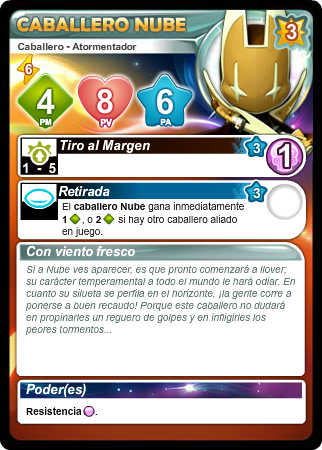 CABALLERO NUBE
3
Caballero - Atormentador
6
4 8 6
PM PV PA
Tiro al Margen 3 1
1 - 5
Retirada 3
El caballero Nube gana inmediatamente
1 , o 2 si hay otro caballero aliado
en juego.
Con viento fresco
Si a Nube ves aparecer, es que pronto comenzará a llover;
su carácter temperamental a todo el mundo le hará odiar. En
cuanto su silueta se perfila en el horizonte, ¡la gente corre a
ponerse a buen recaudo! Porque este caballero no dudará
en propinarles un reguero de golpes y en infligirles los
peores tormentos...
Poder(es)
Resistencia .